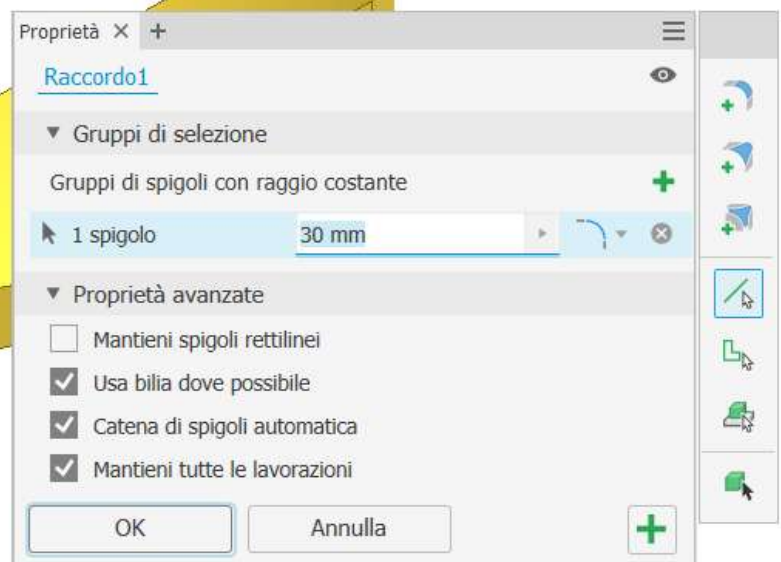 Proprietà
Raccordo1
Gruppi di selezione
Gruppi di spigoli con raggio costante
1 spigolo 30 mm
Proprietà avanzate
Mantieni spigoli rettilinei
Usa bilia dove possibile
Catena di spigoli automatica
Mantieni tutte le lavorazioni
OK Annulla